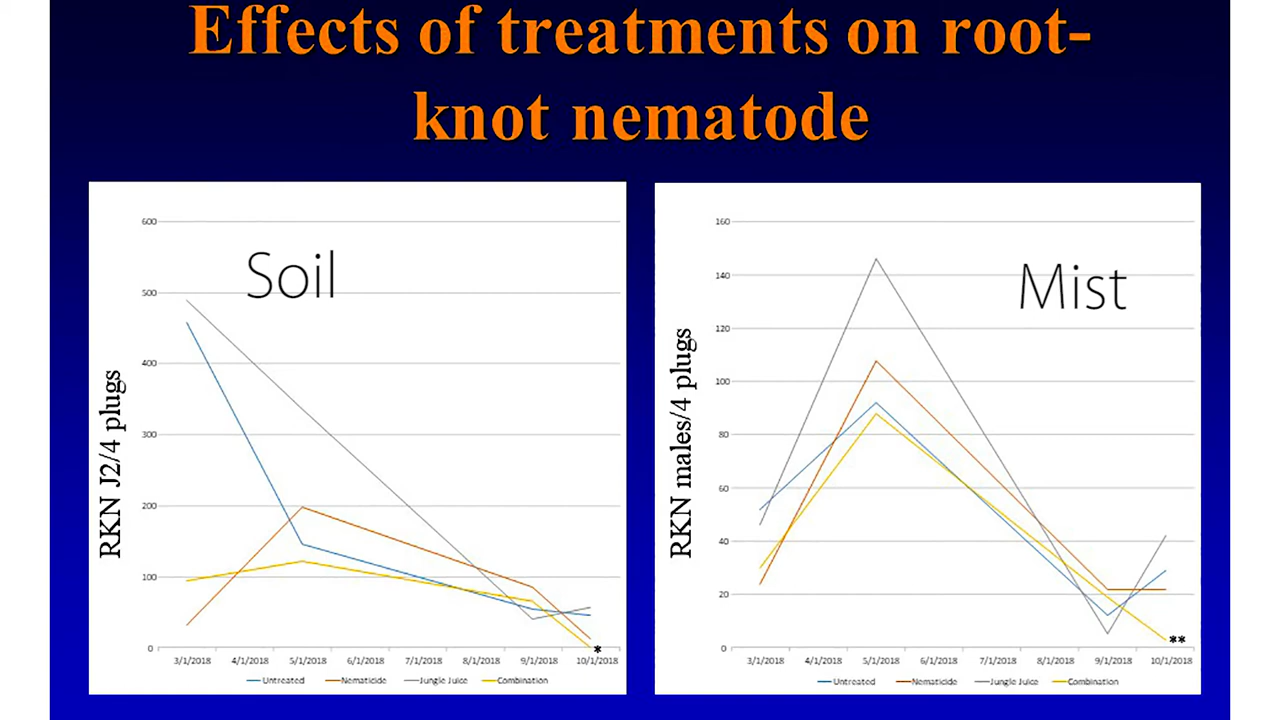 Effects of treatments on root-
knot nematode
Soil
RKN J2/4 plugs
600
500
400
300
200
100
0
3/1/2018 4/1/2018 5/1/2018 6/1/2018 7/1/2018 8/1/2018 9/1/2018 10/1/2018
*
Untreated Nematicide Jungle Juice Combination
Mist
RKN males/4 plugs
160
140
120
100
80
60
40
20
0
3/1/2018 4/1/2018 5/1/2018 6/1/2018 7/1/2018 8/1/2018 9/1/2018 10/1/2018
**
Untreated Nematicide Jungle Juice Combination